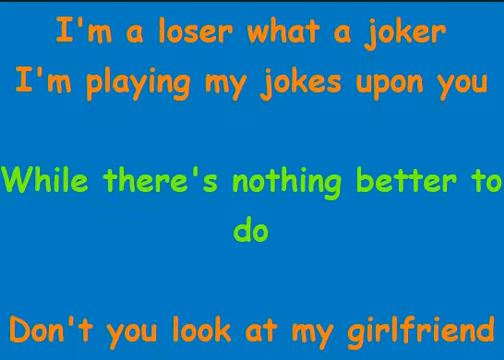 I'm a loser what a joker
I'm playing my jokes upon you
While there's nothing better to
do
Don't you look at my girlfriend